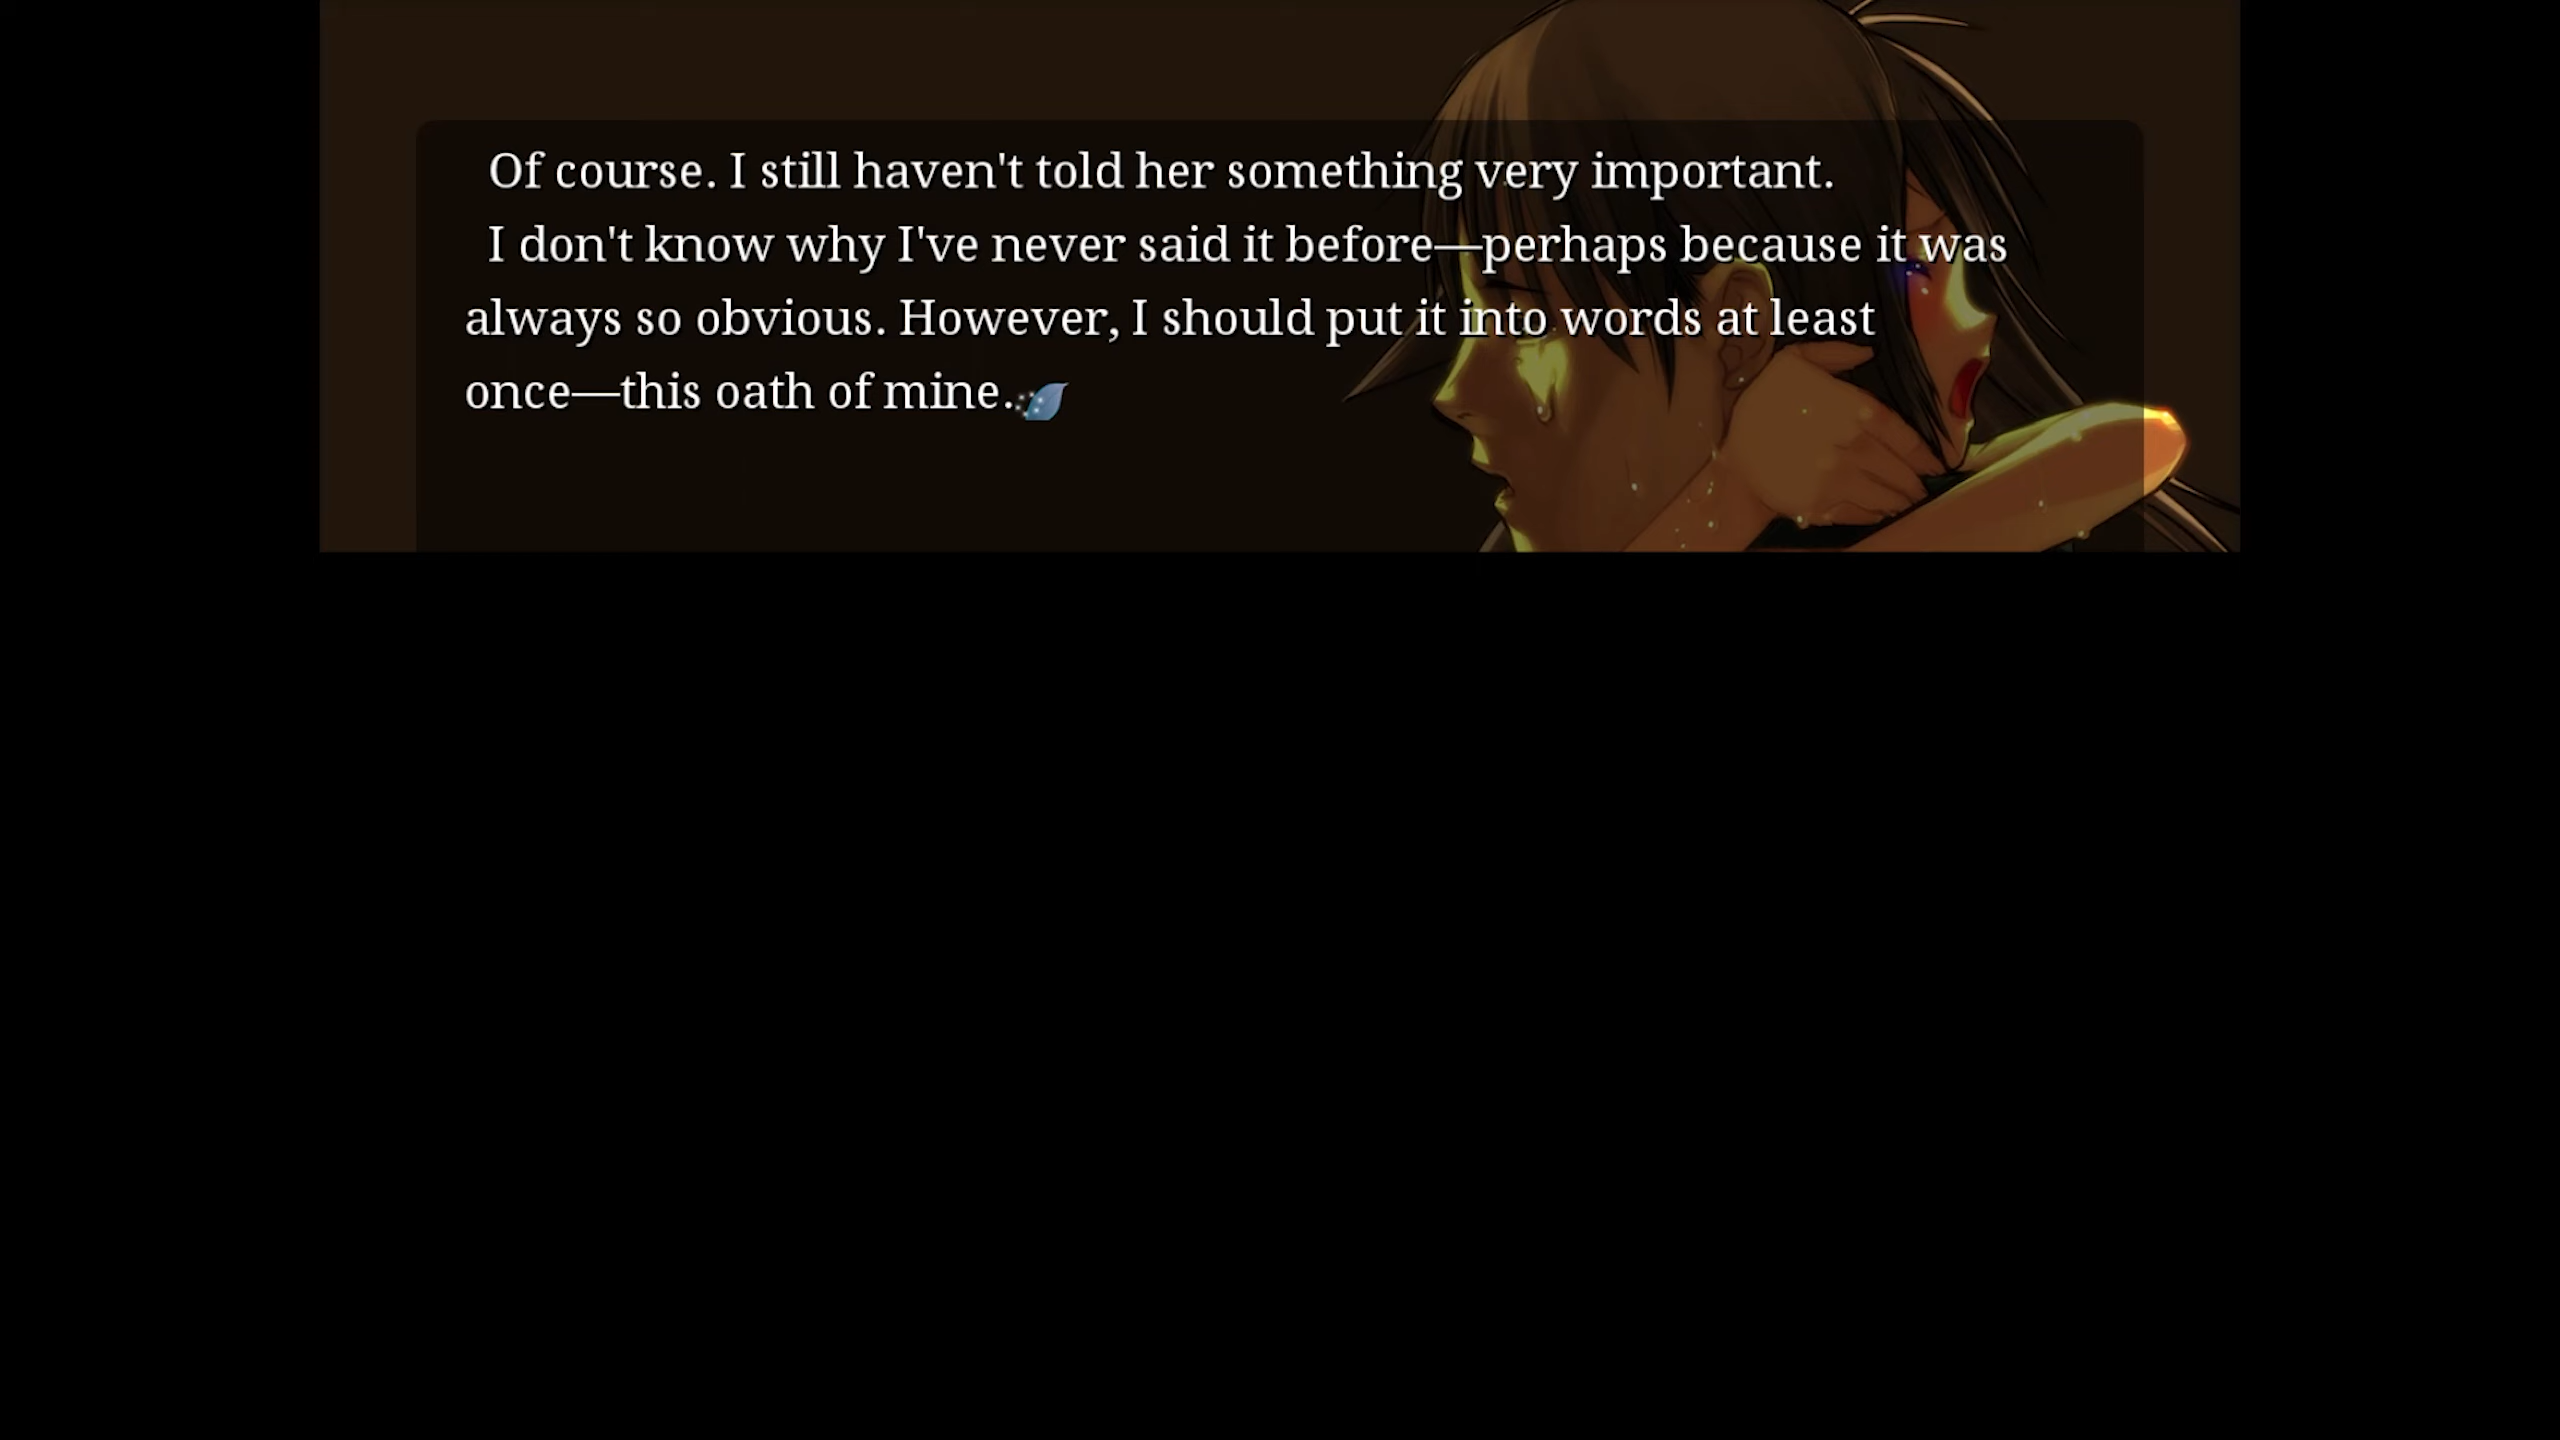 Of course. I still haven't told her something very important.
I don't know why I've never said it before—perhaps because it was
always so obvious. However, I should put it into words at least
once—this oath of mine.